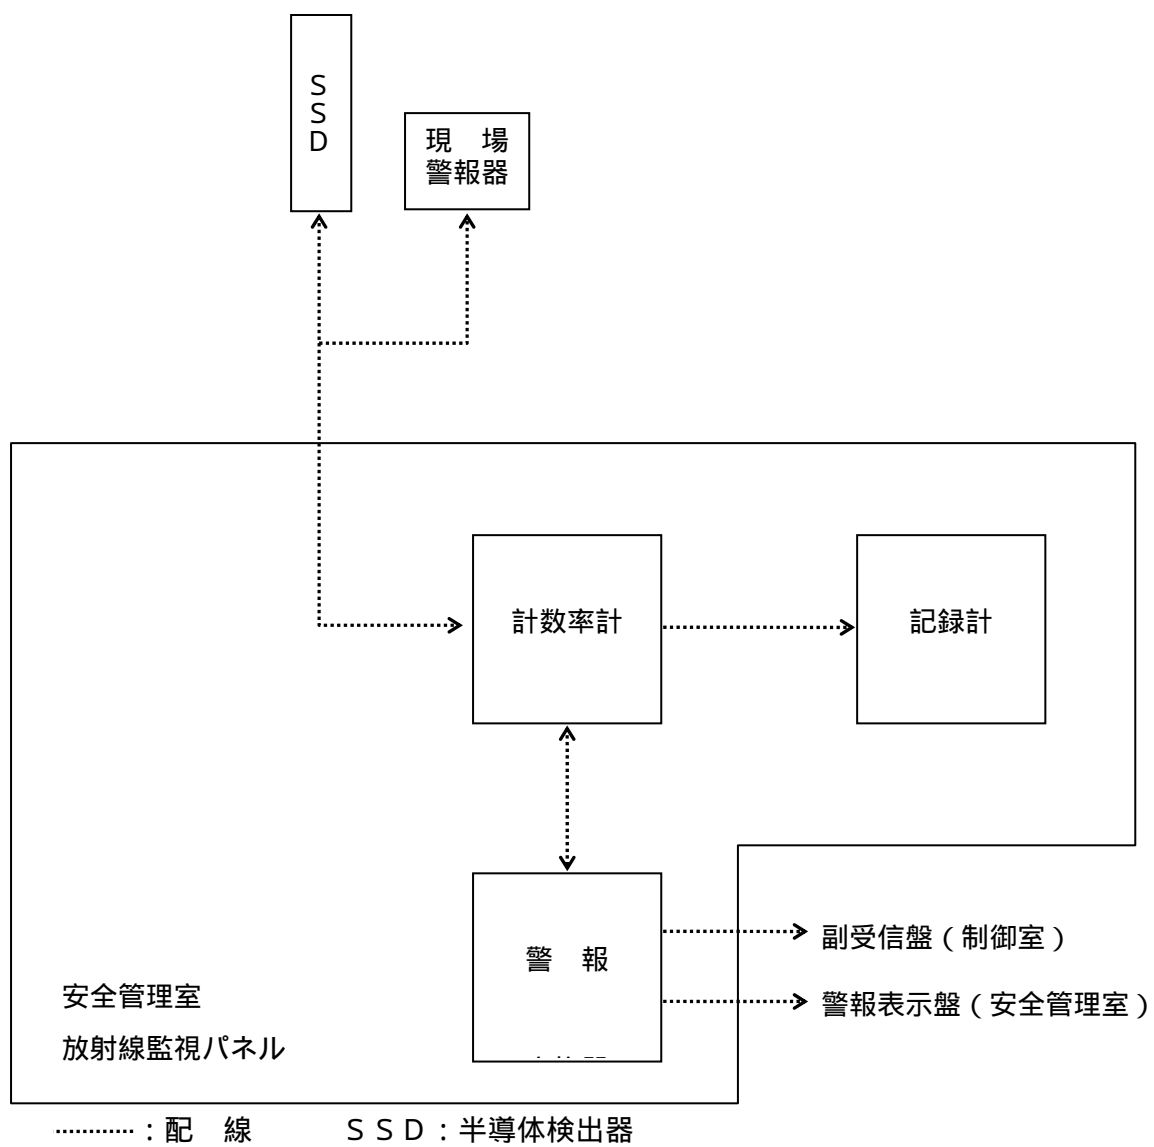 SSD
現　場
警報器
計数率計
記録計
警　報
副受信盤（制御室）
警報表示盤（安全管理室）
安全管理室
放射線監視パネル
：配　線　　　ＳＳＤ：半導体検出器